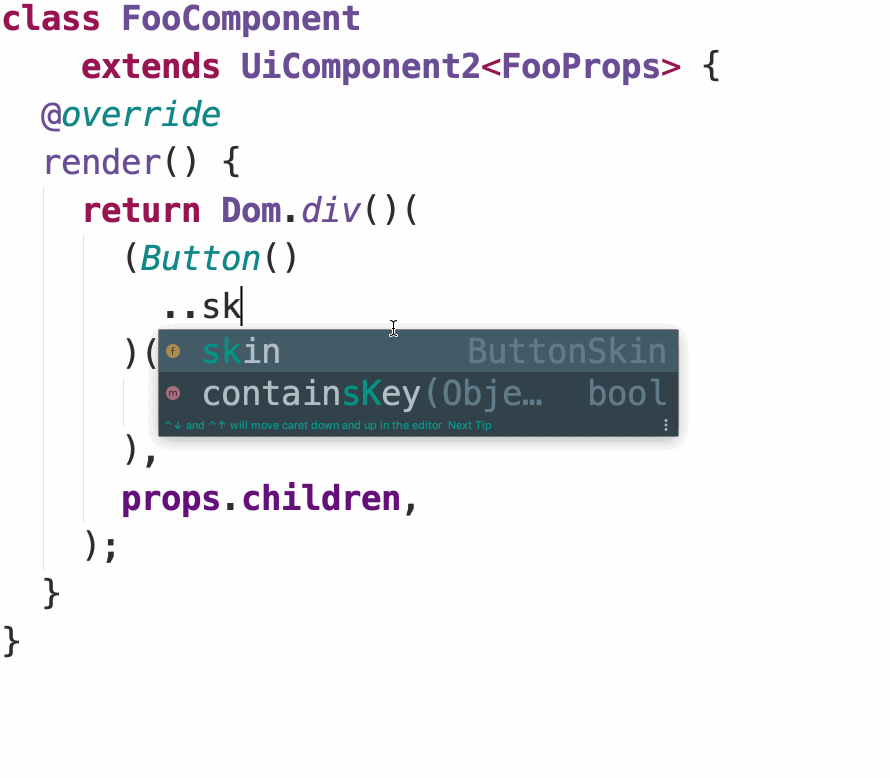 class FooComponent
    extends UiComponent2<FooProps> {
  @override
  render() {
    return Dom.div()(
      (Button()
        ..sk
      )(
f skin ButtonSkin
m containsKey(Obje… bool
^↓ and ^↑ will move caret down and up in the editor Next Tip
      ),
      props.children,
    );
  }
}